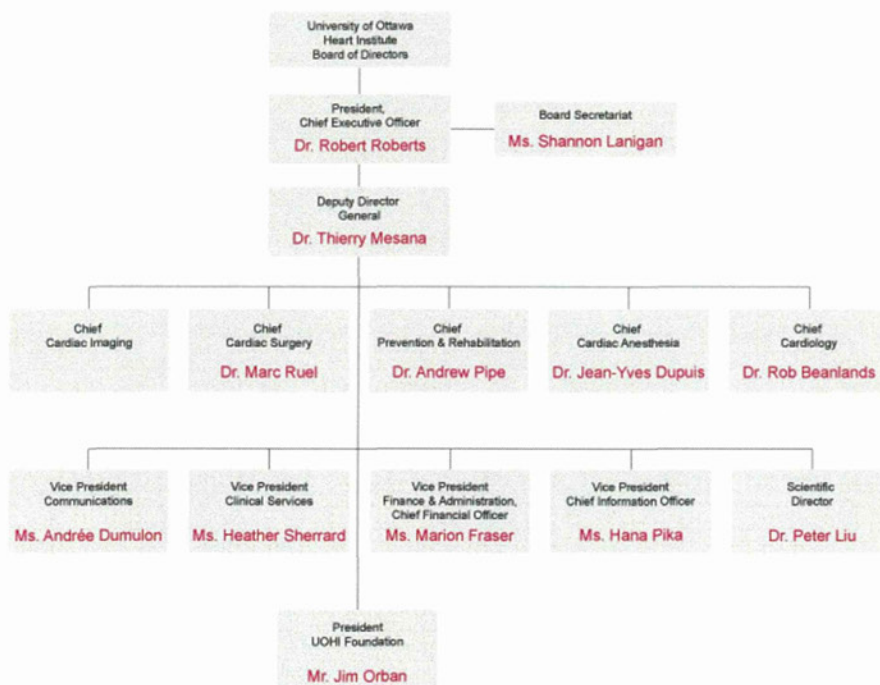 University of Ottawa
Heart Institute
Board of Directors
President,
Chief Executive Officer
Dr. Robert Roberts
Board Secretariat
Ms. Shannon Lanigan
Deputy Director
General
Dr. Thierry Mesana
Chief
Cardiac Imaging
Chief
Cardiac Surgery
Dr. Marc Ruel
Chief
Prevention & Rehabilitation
Dr. Andrew Pipe
Chief
Cardiac Anesthesia
Dr. Jean-Yves Dupuis
Chief
Cardiology
Dr. Rob Beanlands
Vice President
Communications
Ms. Andrée Dumulon
Vice President
Clinical Services
Ms. Heather Sherrard
Vice President
Finance & Administration,
Chief Financial Officer
Ms. Marion Fraser
Vice President
Chief Information Officer
Ms. Hana Pika
Scientific
Director
Dr. Peter Liu
President
UOHI Foundation
Mr. Jim Orban